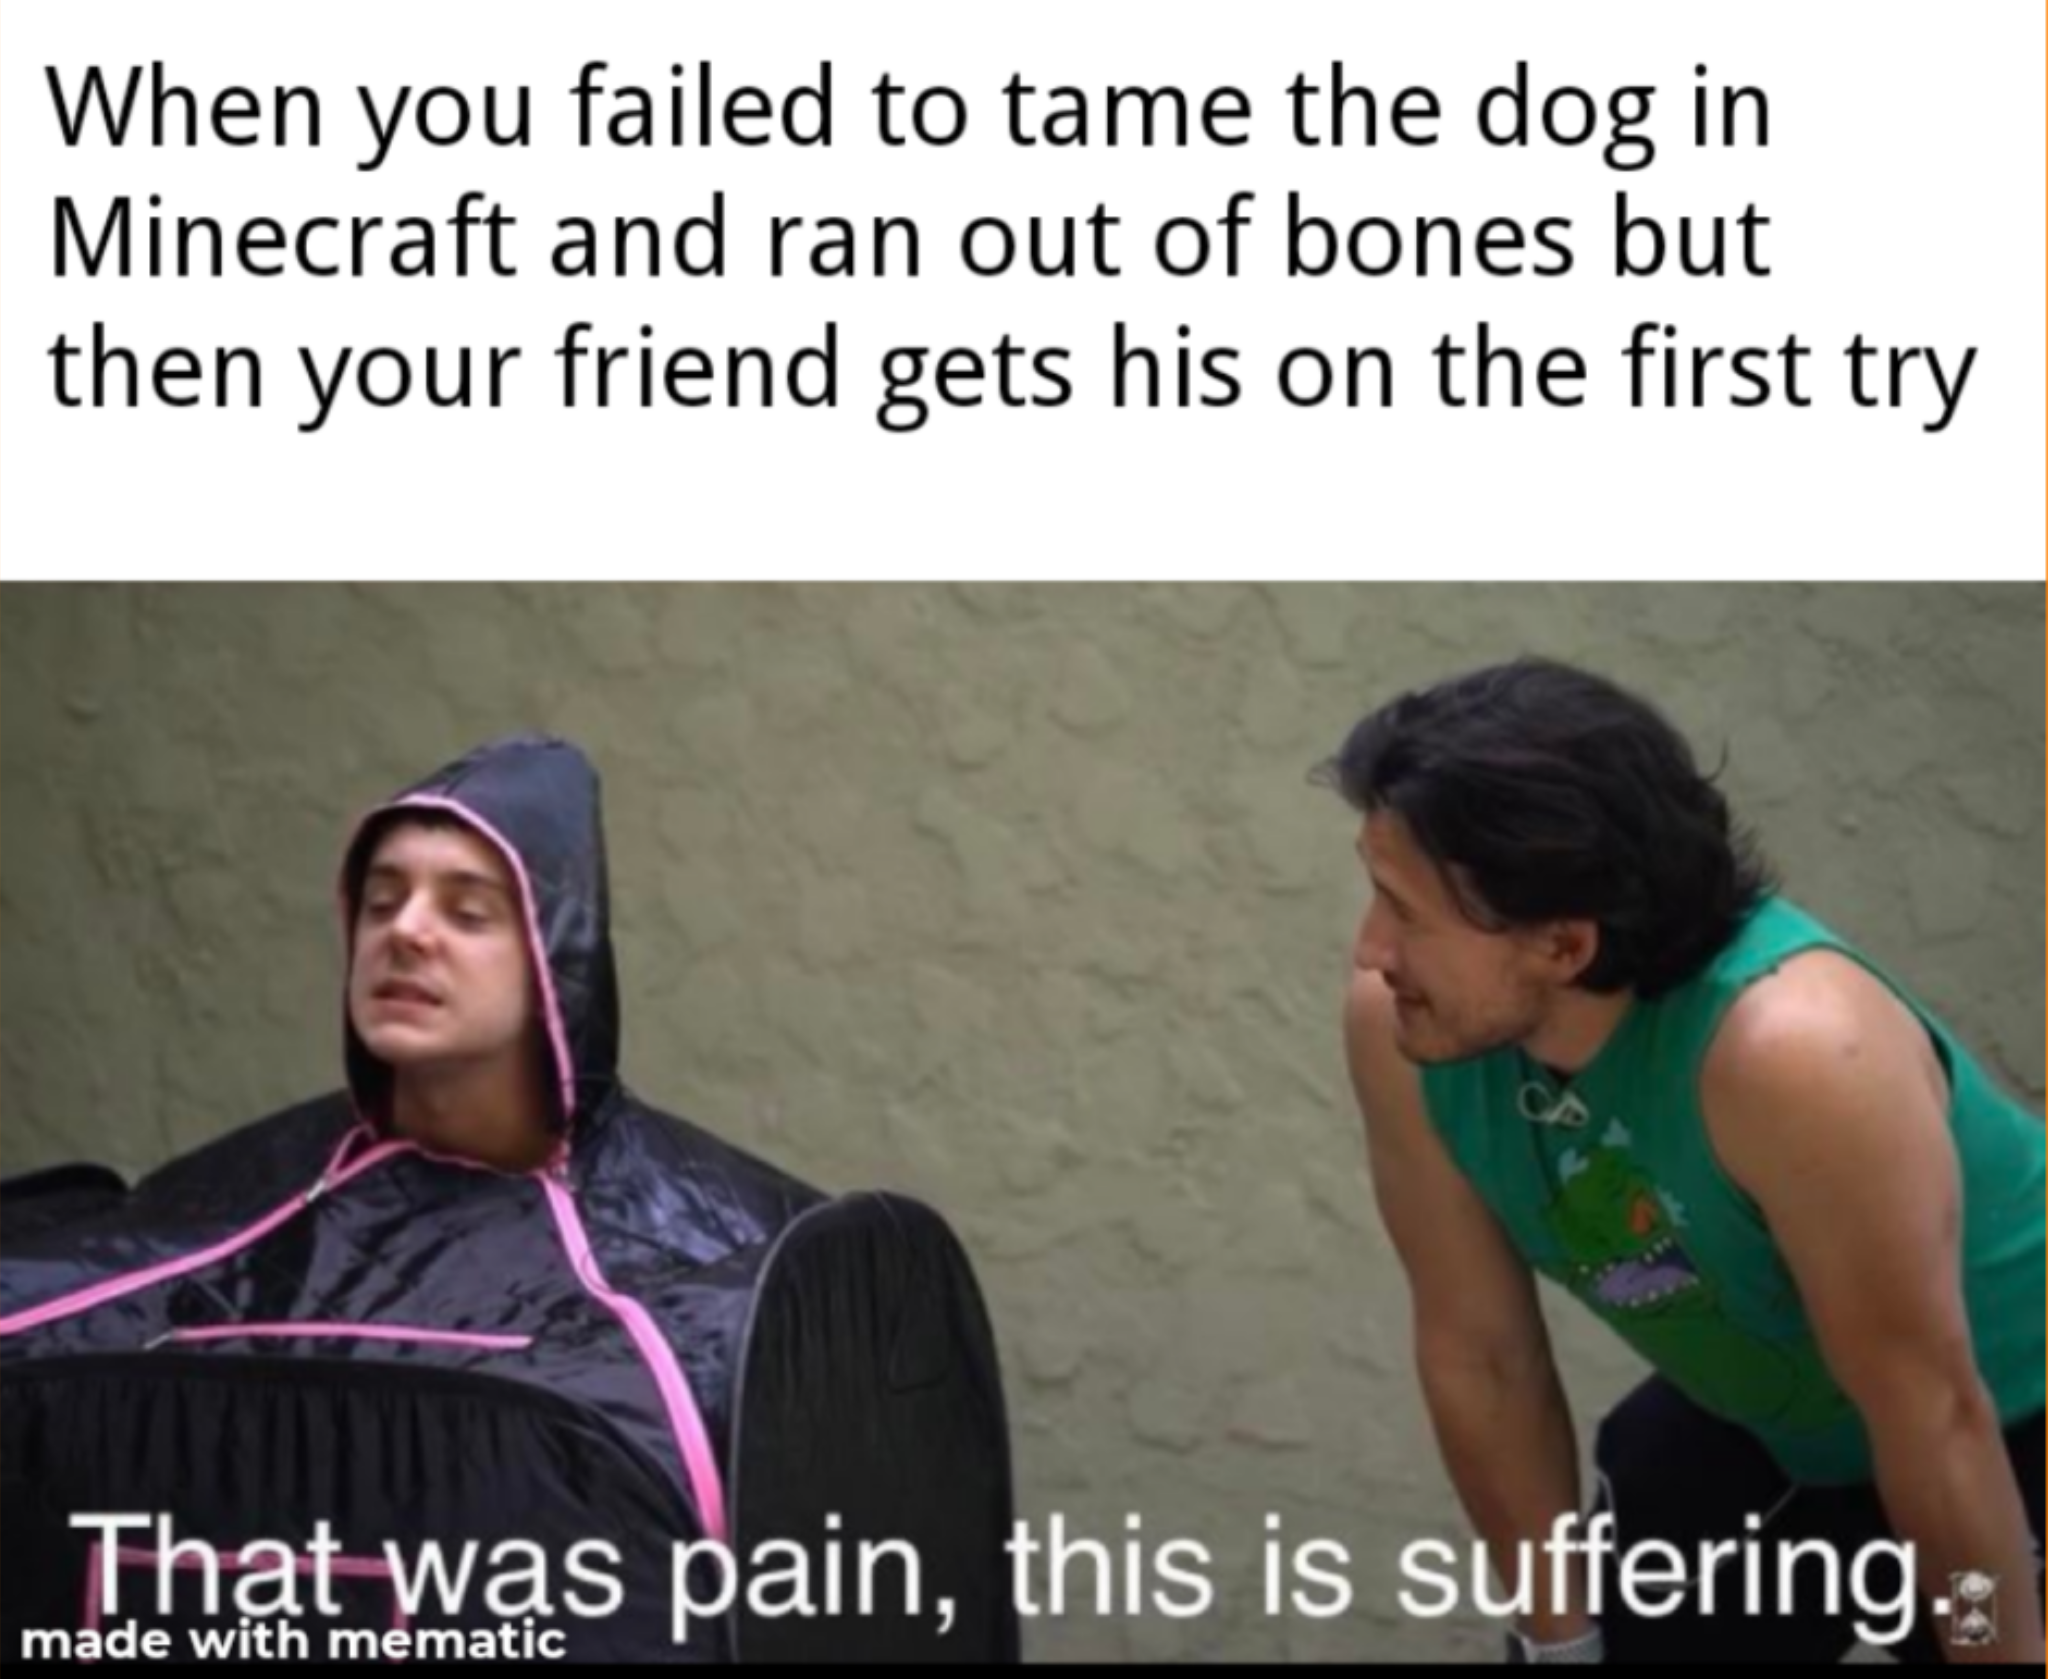 When you failed to tame the dog in
Minecraft and ran out of bones but
then your friend gets his on the first try
That was pain, this is suffering.
made with mematic